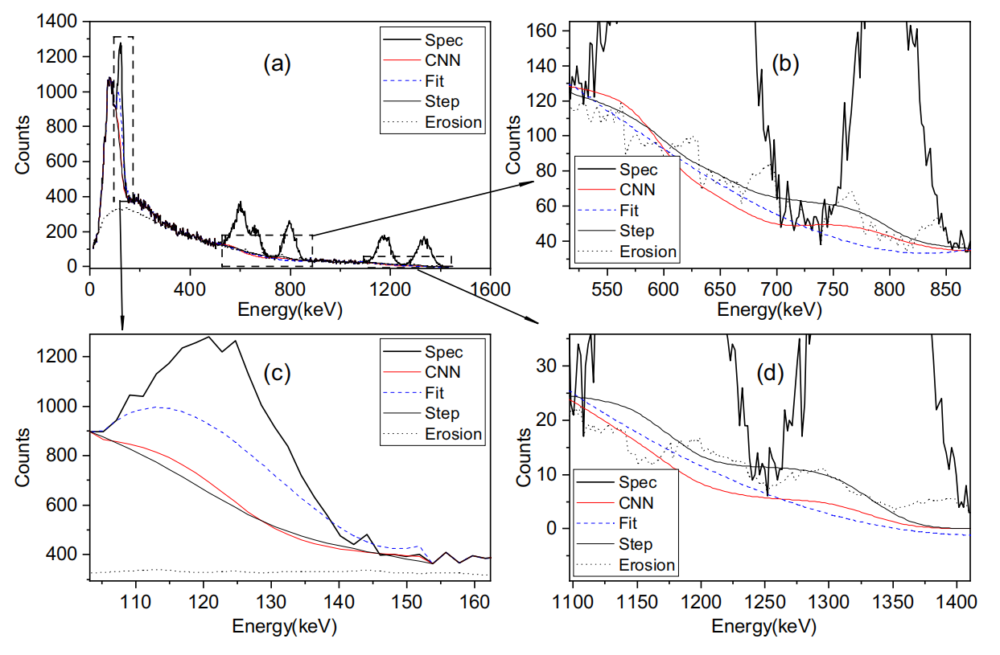 1400
1200
1000
800
600
400
200
0
Counts
0 400 800 1200 1600
Energy(keV)
(a)
Spec
CNN
Fit
Step
Erosion
160
140
120
100
80
60
40
Counts
550 600 650 700 750 800 850
Energy(keV)
(b)
Spec
CNN
Fit
Step
Erosion
1200
1000
800
600
400
Counts
110 120 130 140 150 160
Energy(keV)
(c)
Spec
CNN
Fit
Step
Erosion
30
20
10
0
Counts
1100 1150 1200 1250 1300 1350 1400
Energy(keV)
(d)
Spec
CNN
Fit
Step
Erosion